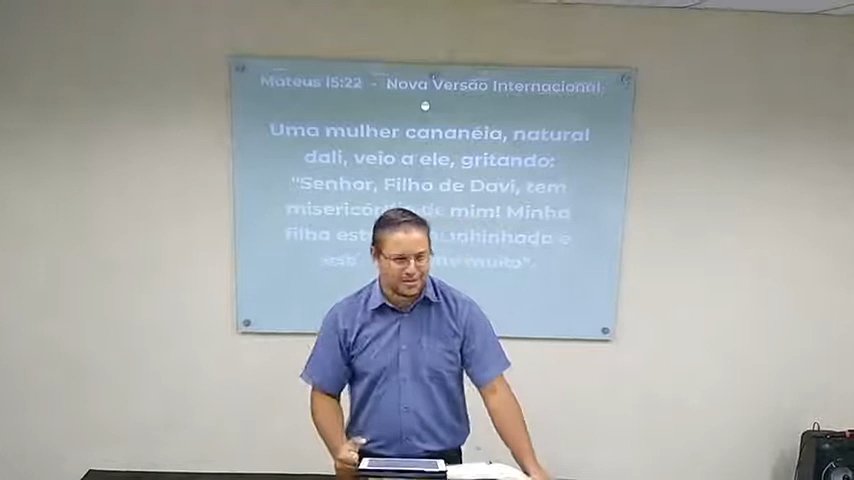 Mateus 15:22 - Nova Versão Internacional
Uma mulher cananéia, natural
dali, veio a ele, gritando:
"Senhor, Filho de Davi, tem
de mim! Minha
filha
muito".